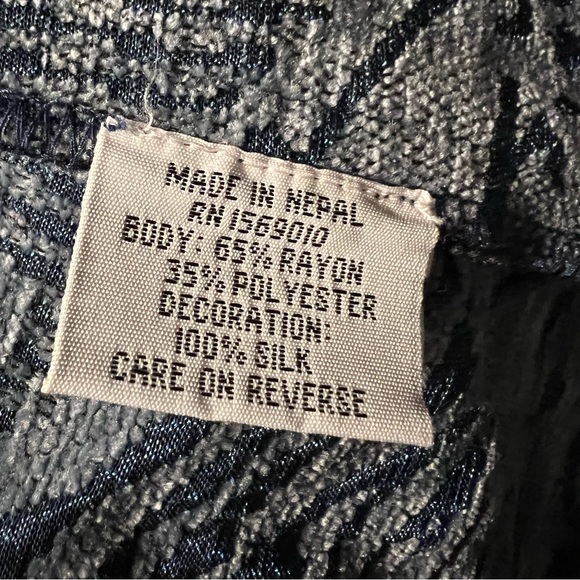 MADE IN NEPAL
RN 1569010
BODY: 65% RAYON
35% POLYESTER
DECORATION:
100% SILK
CARE ON REVERSE